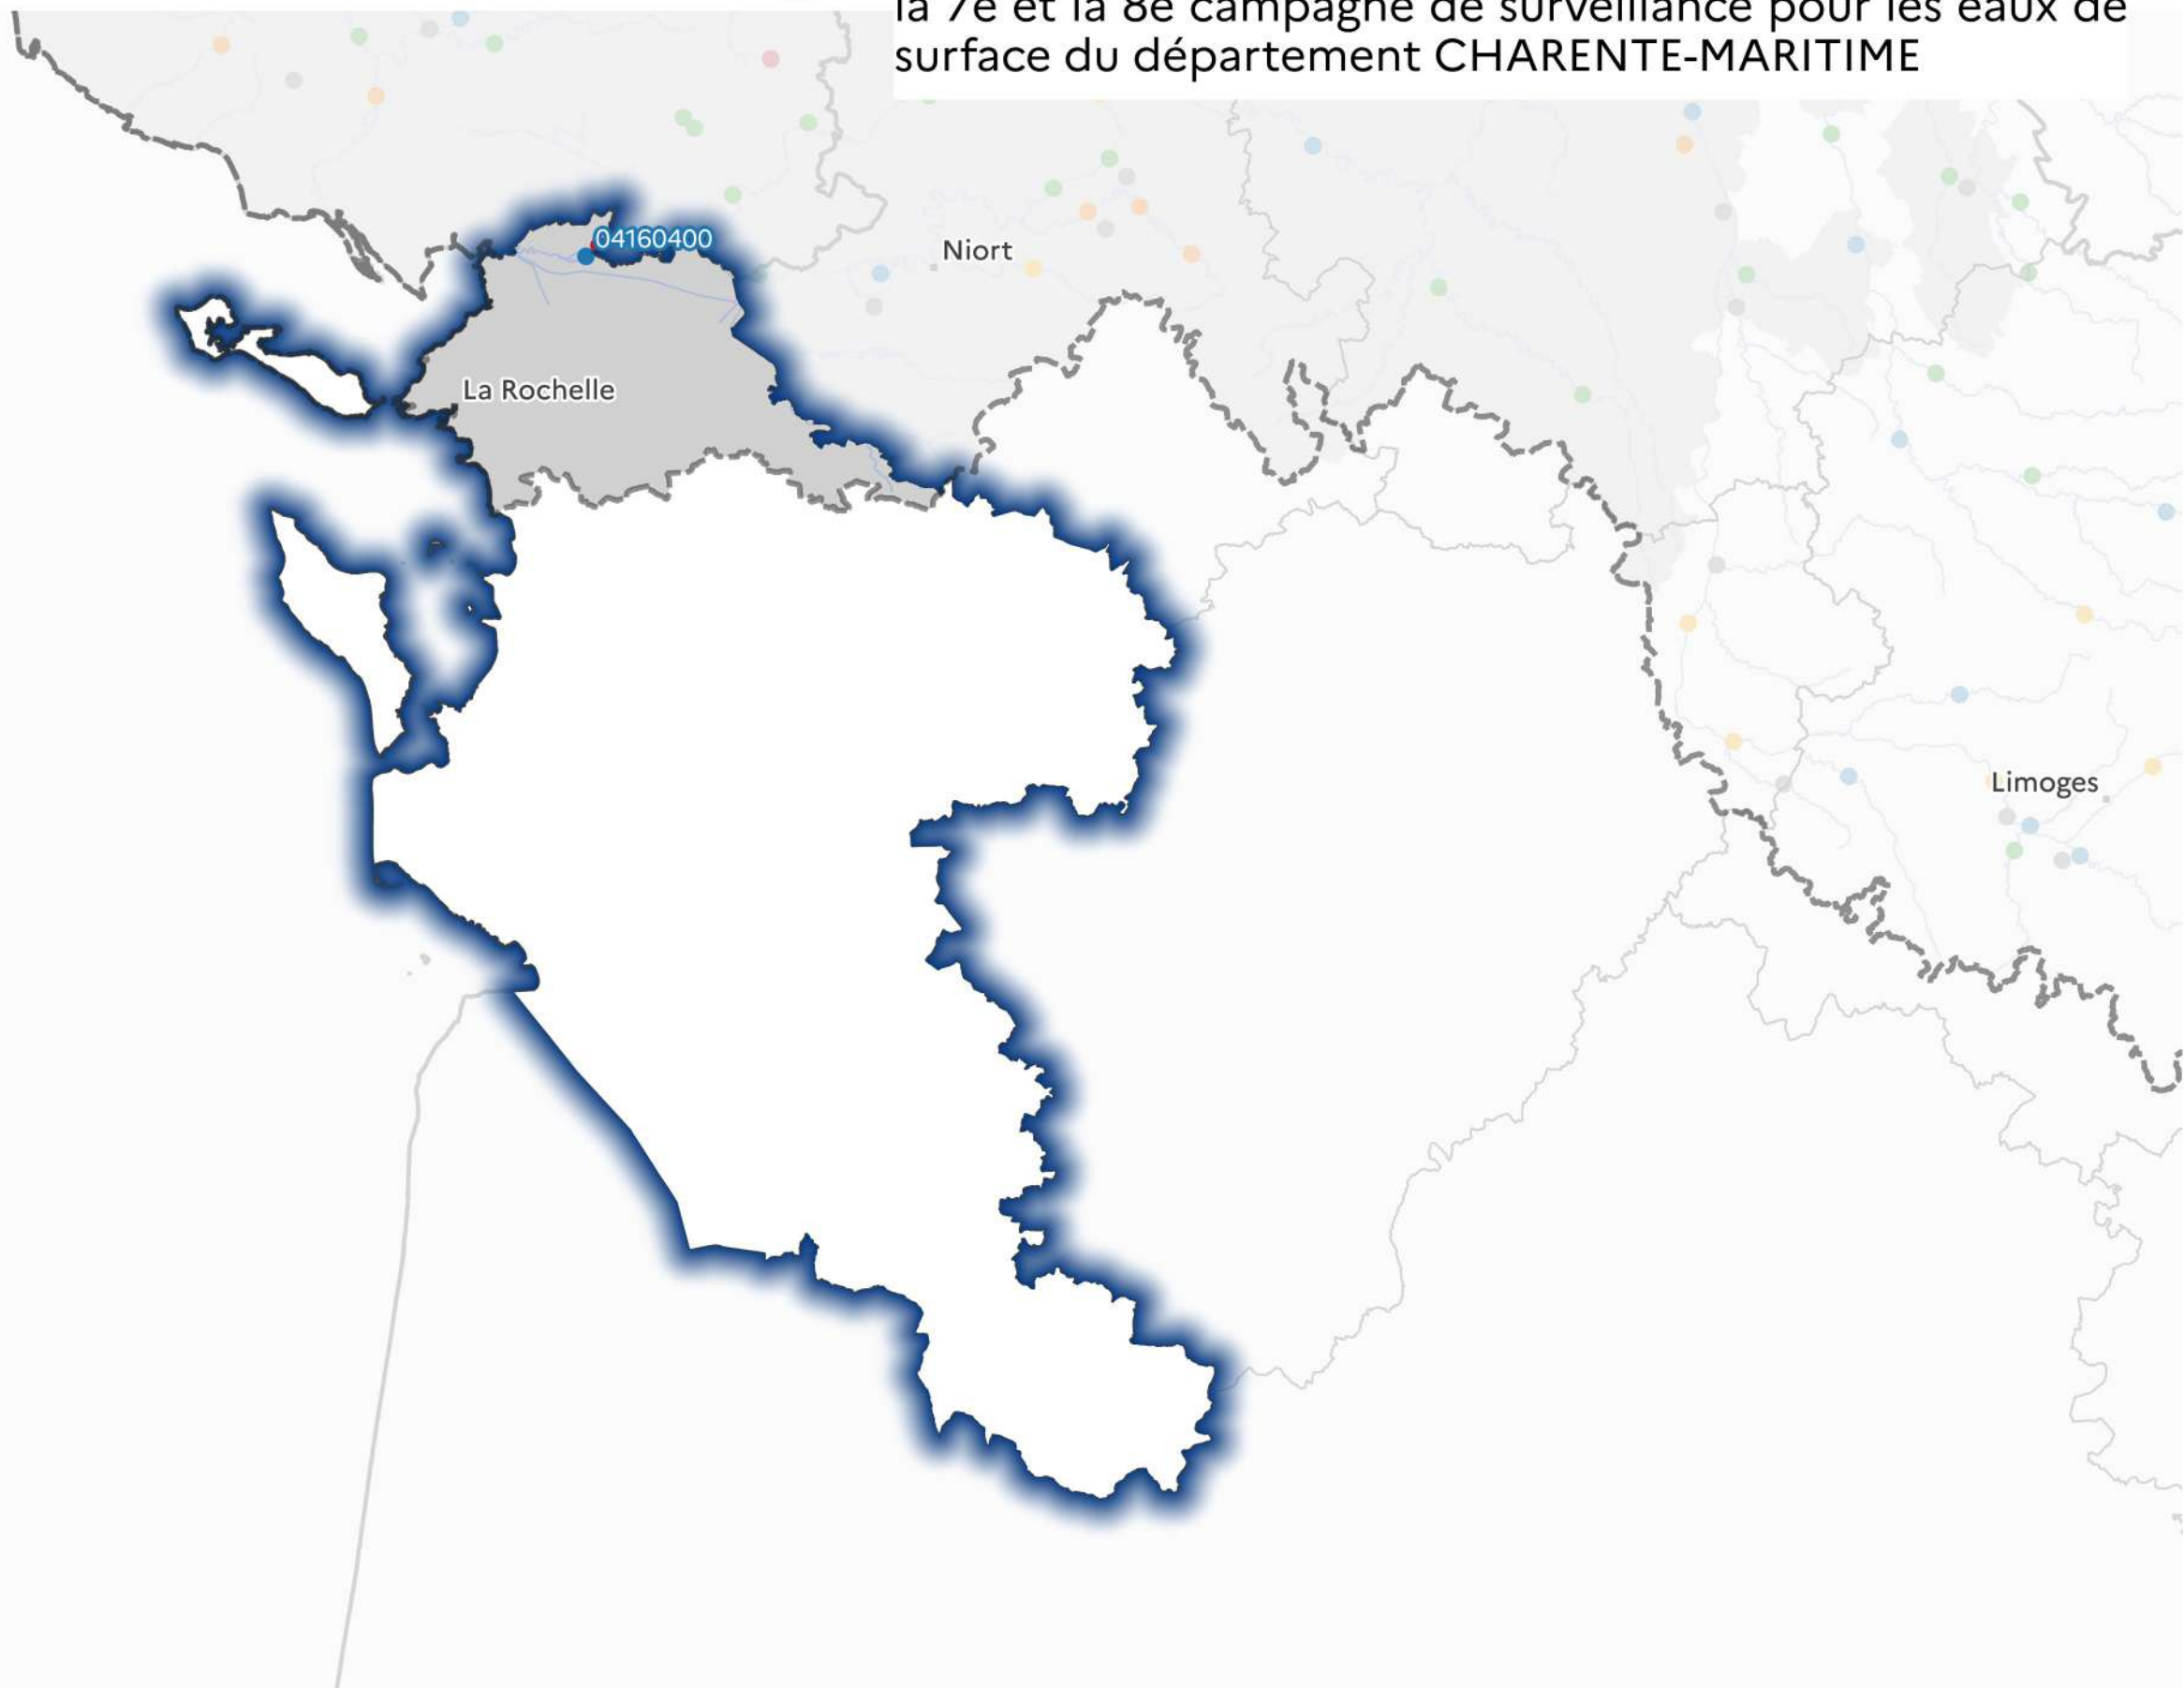 la 7e et la 8e campagne de surveillance pour les eaux de
surface du département CHARENTE-MARITIME
04160400
Niort
La Rochelle
Limoges